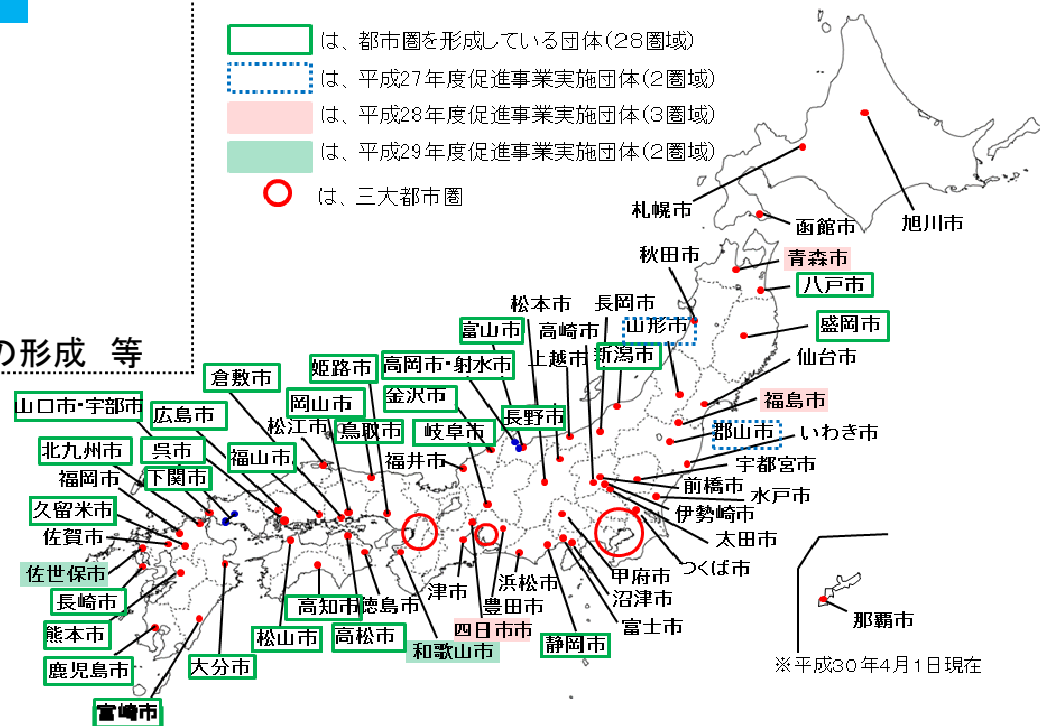 は、都市圏を形成している団体(28圏域)
は、平成27年度促進事業実施団体(2圏域)
は、平成28年度促進事業実施団体(3圏域)
は、平成29年度促進事業実施団体(2圏域)
は、三大都市圏
の形成 等
札幌市
函館市
旭川市
秋田市
青森市
八戸市
盛岡市
仙台市
松本市
長岡市
富山市
高崎市
山形市
上越市
新潟市
福島市
郡山市
いわき市
宇都宮市
前橋市
水戸市
伊勢崎市
太田市
つくば市
甲府市
沼津市
富士市
倉敷市
姫路市
高岡市・射水市
山口市・宇部市
広島市
岡山市
金沢市
長野市
松江市
鳥取市
岐阜市
北九州市
呉市
福山市
福井市
福岡市
下関市
久留米市
佐賀市
佐世保市
長崎市
熊本市
鹿児島市
宮崎市
大分市
松山市
高知市
徳島市
高松市
和歌山市
津市
浜松市
豊田市
四日市市
静岡市
那覇市
※平成30年4月1日現在